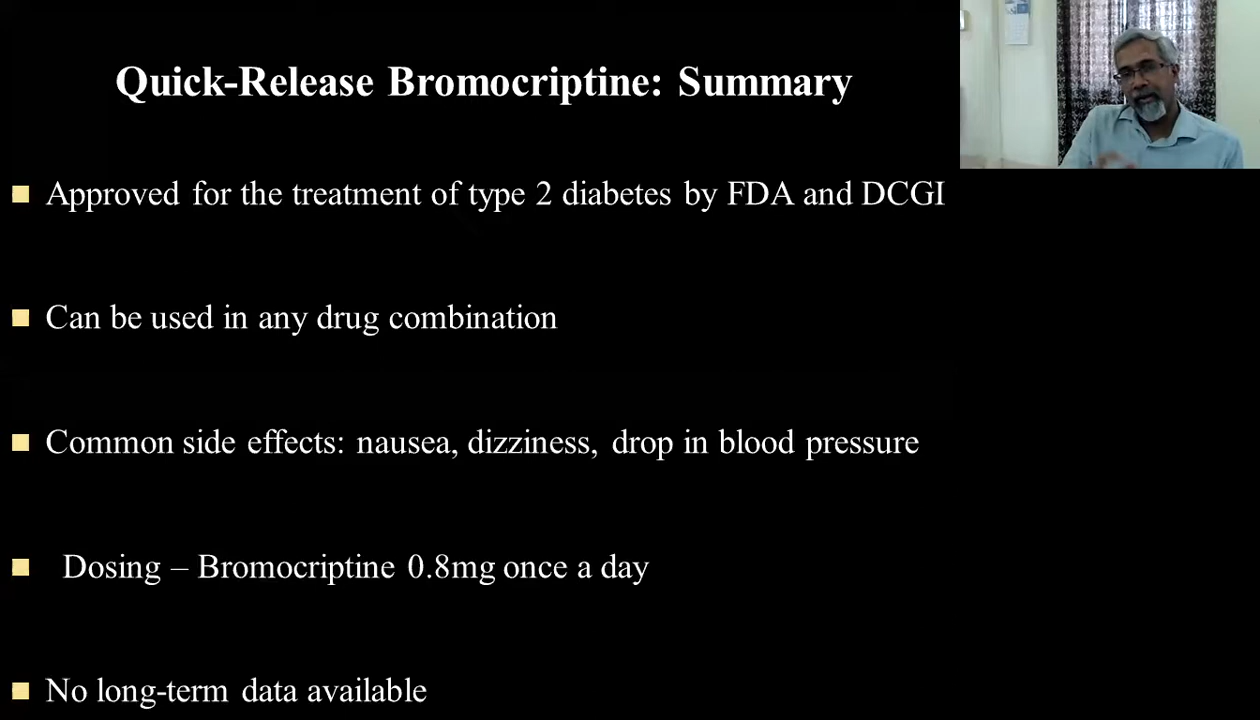 Quick-Release Bromocriptine: Summary
Approved for the treatment of type 2 diabetes by FDA and DCGI
Can be used in any drug combination
Common side effects: nausea, dizziness, drop in blood pressure
Dosing – Bromocriptine 0.8mg once a day
No long-term data available